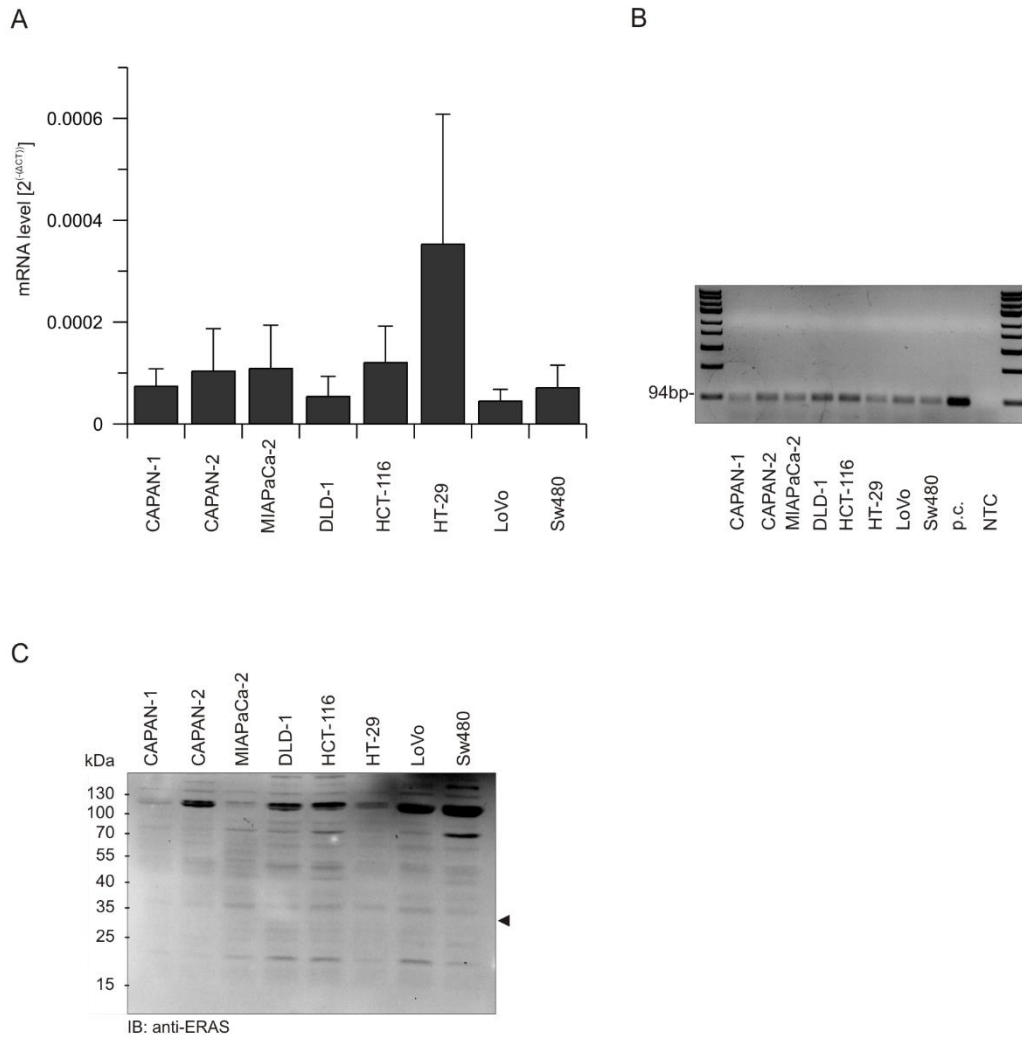 A
mRNA level [2(-(ΔCT))]
0.0006
0.0004
0.0002
0
CAPAN-1
CAPAN-2
MIAPaCa-2
DLD-1
HCT-116
HT-29
LoVo
Sw480
B
94bp-
CAPAN-1
CAPAN-2
MIAPaCa-2
DLD-1
HCT-116
HT-29
LoVo
Sw480
p.c.
NTC
C
CAPAN-1
CAPAN-2
MIAPaCa-2
DLD-1
HCT-116
HT-29
LoVo
Sw480
kDa
130
100
70
55
40
35
25
15
IB: anti-ERAS